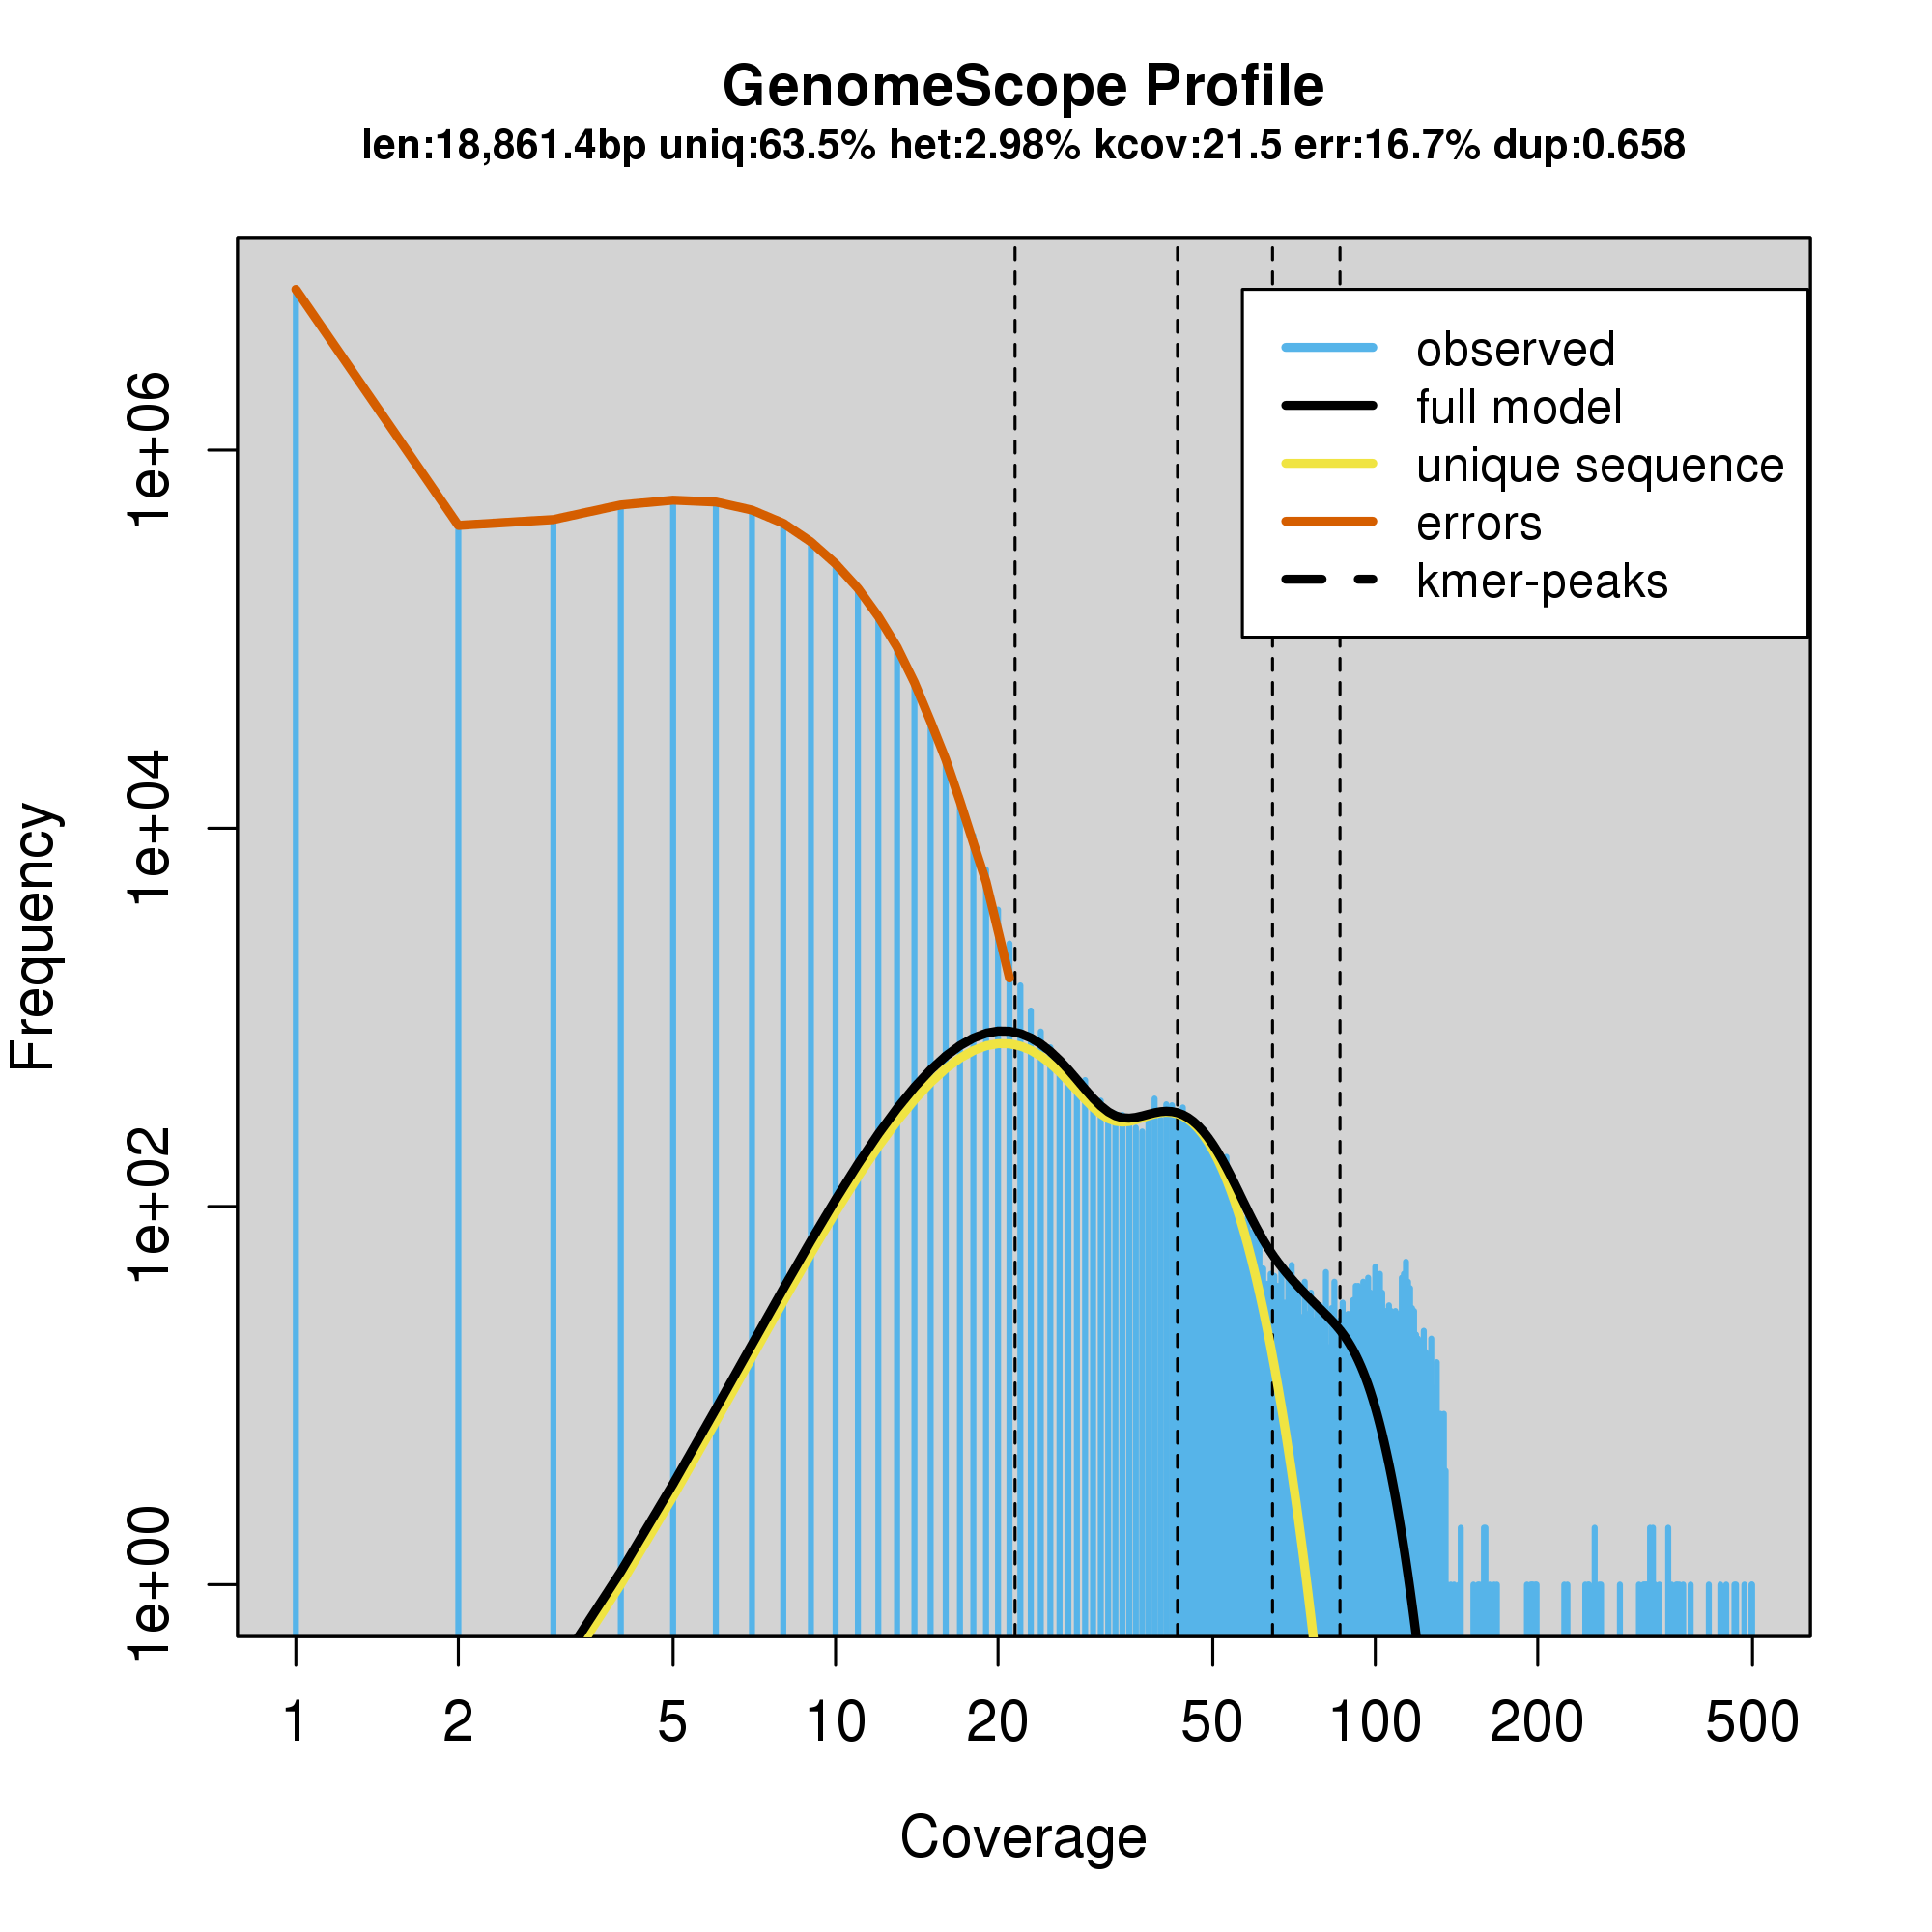 GenomeScope Profile
len:18,861.4bp uniq:63.5% het:2.98% kcov:21.5 err:16.7% dup:0.658
observed
full model
unique sequence
errors
kmer-peaks
Frequency
1e+06
1e+04
1e+02
1e+00
1 2 5 10 20 50 100 200 500
Coverage